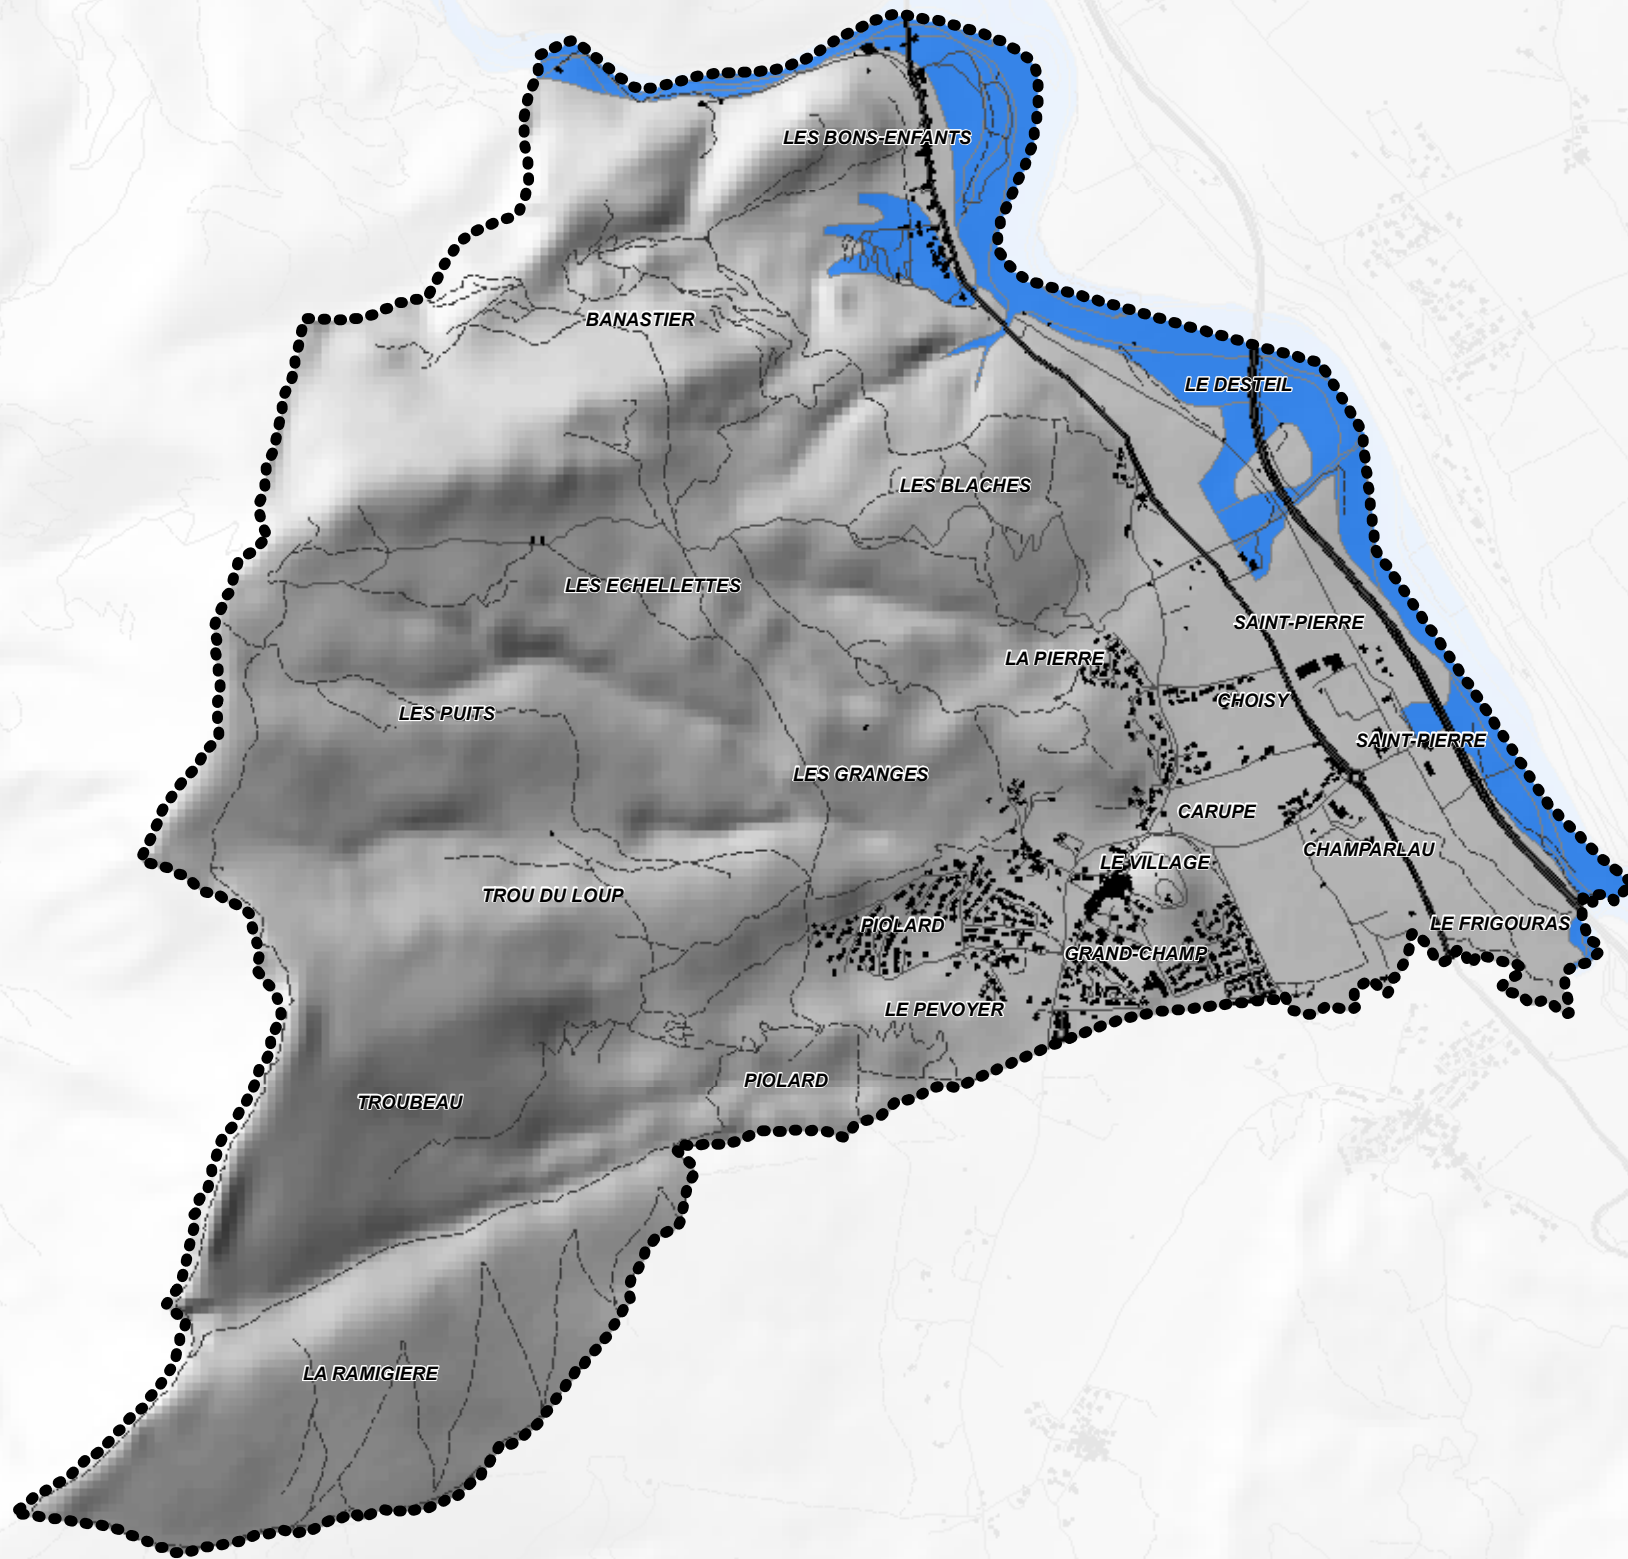 LES BONS-ENFANTS
BANASTIER
LE DESTEIL
LES BLACHES
LES ECHELLETTES
SAINT-PIERRE
LA PIERRE
CHOISY
LES PUITS
SAINT-PIERRE
LES GRANGES
CARUPE
CHAMPARLAU
LE VILLAGE
TROU DU LOUP
PIOLARD
LE FRIGOURAS
GRAND-CHAMP
LE PEVOYER
PIOLARD
TROUBEAU
LA RAMIGIERE